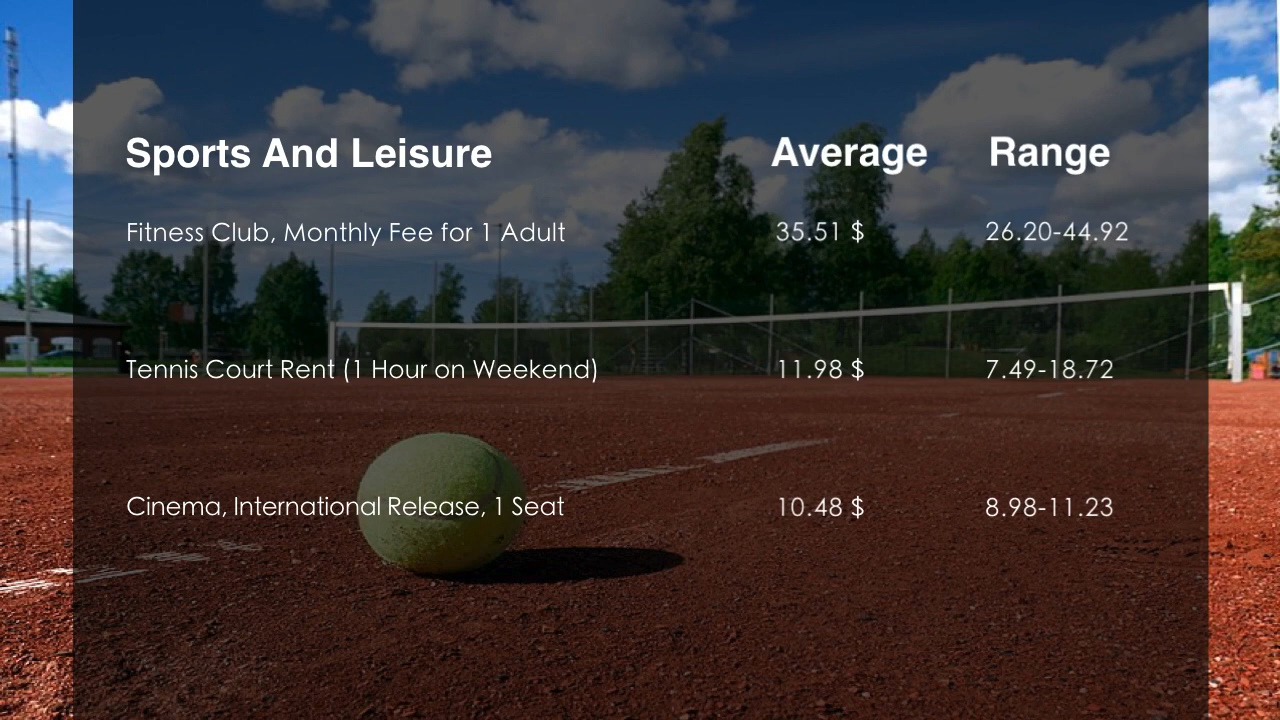 Sports And Leisure Average Range
Fitness Club, Monthly Fee for 1 Adult 35.51 $ 26.20-44.92
Tennis Court Rent (1 Hour on Weekend) 11.98 $ 7.49-18.72
Cinema, International Release, 1 Seat 10.48 $ 8.98-11.23